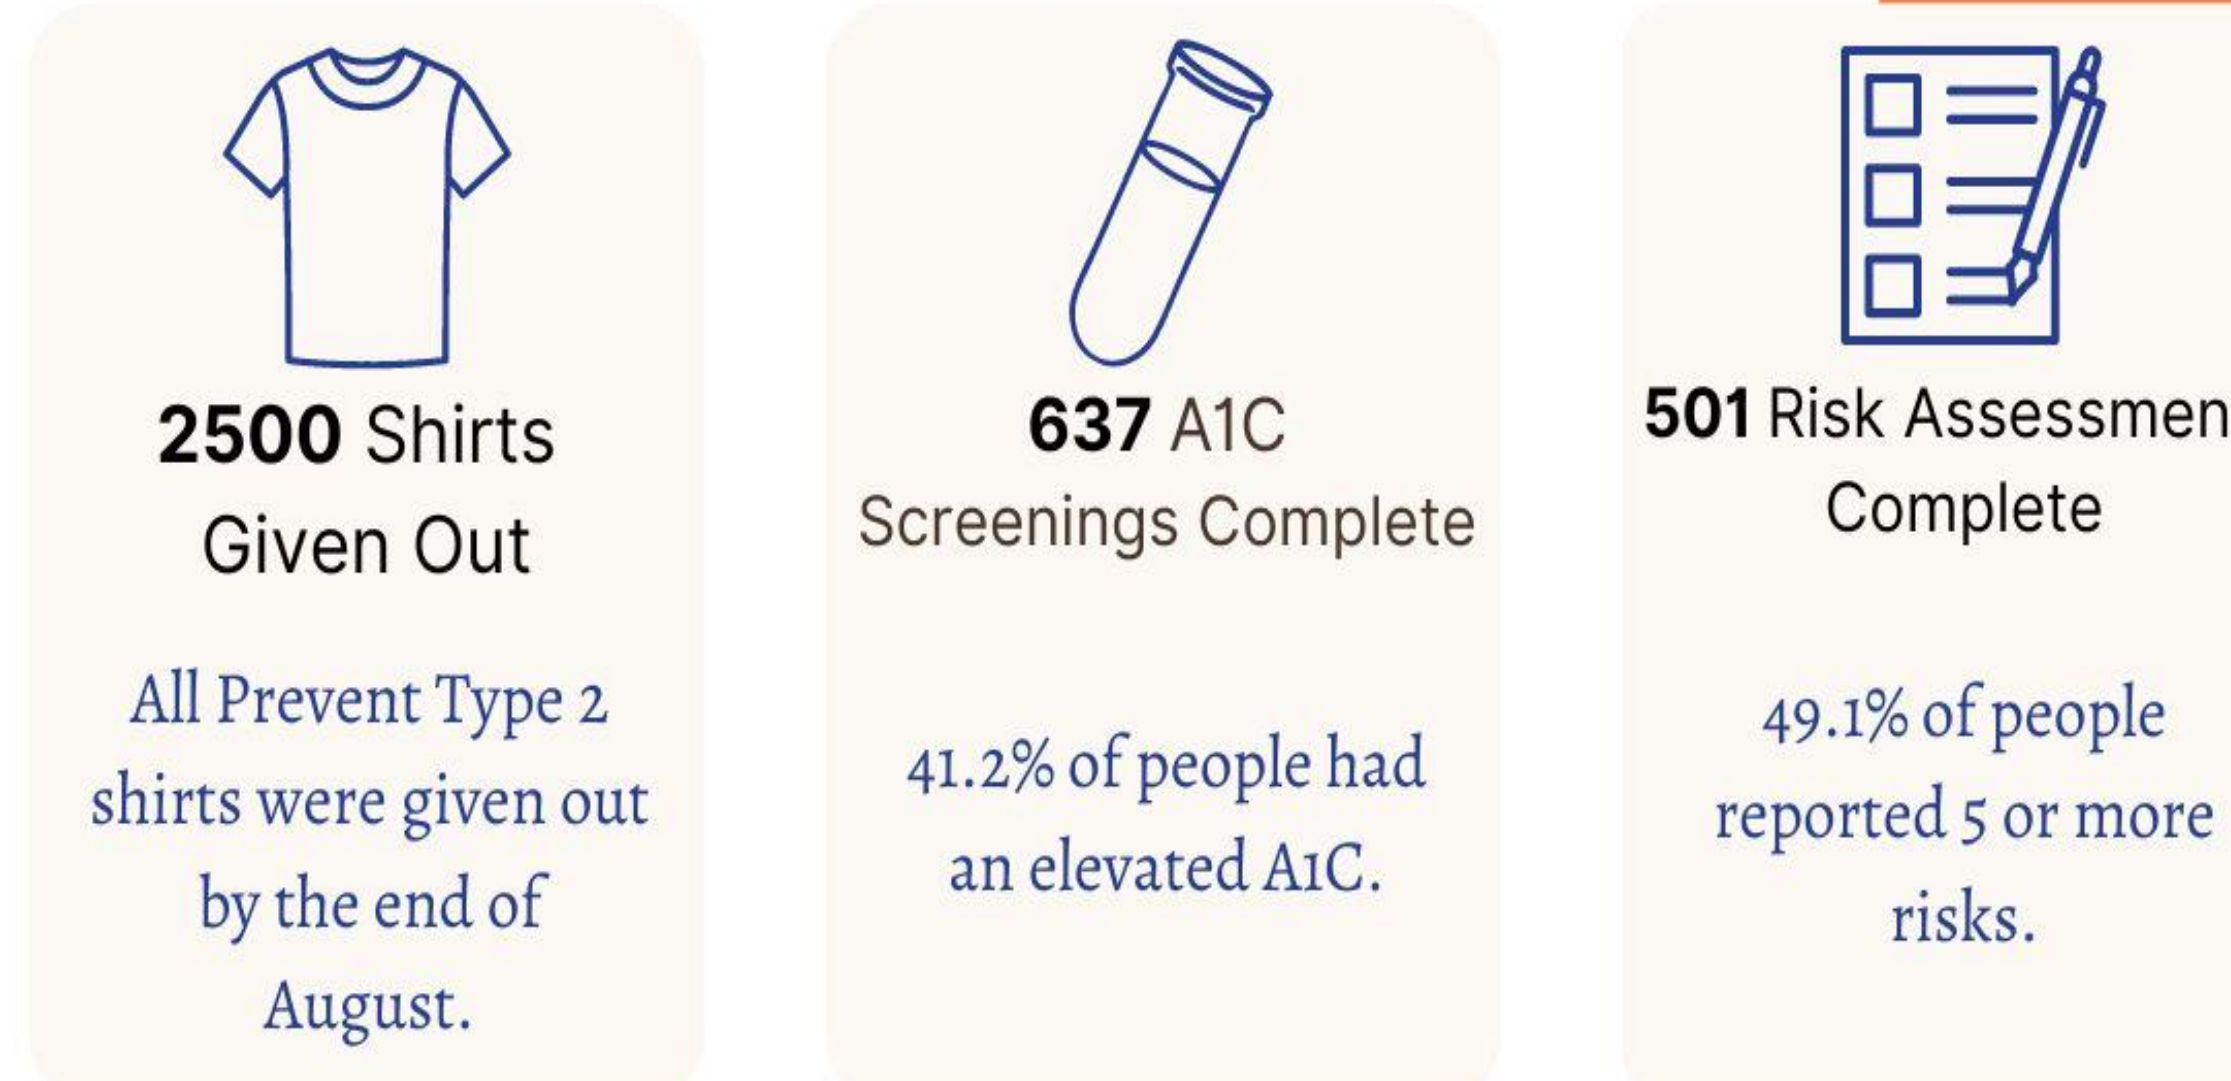 2500 Shirts
Given Out
All Prevent Type 2
shirts were given out
by the end of
August.
637 A1C
Screenings Complete
41.2% of people had
an elevated A1C.
501 Risk Assessmen
Complete
49.1% of people
reported 5 or more
risks.